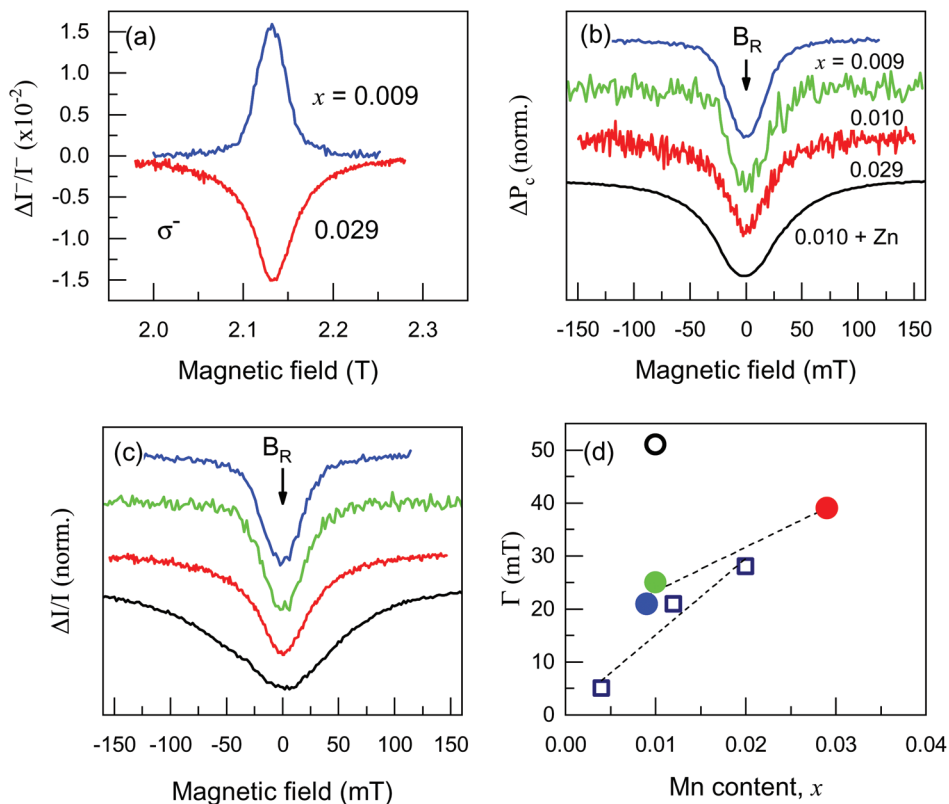 (a)
x = 0.009
0.029
σ-
ΔI⁻/I⁻ (x10⁻²)
1.5
1.0
0.5
0.0
-0.5
-1.0
-1.5
2.0 2.1 2.2 2.3
Magnetic field (T)
(b)
B_R
x = 0.009
0.010
0.029
0.010 + Zn
ΔP_c (norm.)
-150 -100 -50 0 50 100 150
Magnetic field (mT)
(c)
B_R
ΔI/I (norm.)
-150 -100 -50 0 50 100 150
Magnetic field (mT)
(d)
Γ (mT)
50
40
30
20
10
0
0.00 0.01 0.02 0.03 0.04
Mn content, x